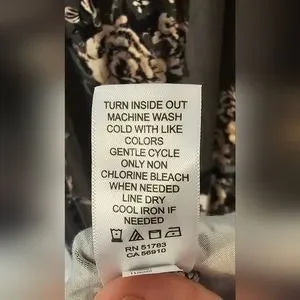 TURN INSIDE OUT
MACHINE WASH
COLD WITH LIKE
COLORS
GENTLE CYCLE
ONLY NON
CHLORINE BLEACH
WHEN NEEDED
LINE DRY
COOL IRON IF
NEEDED
RN 51783
CA 56910